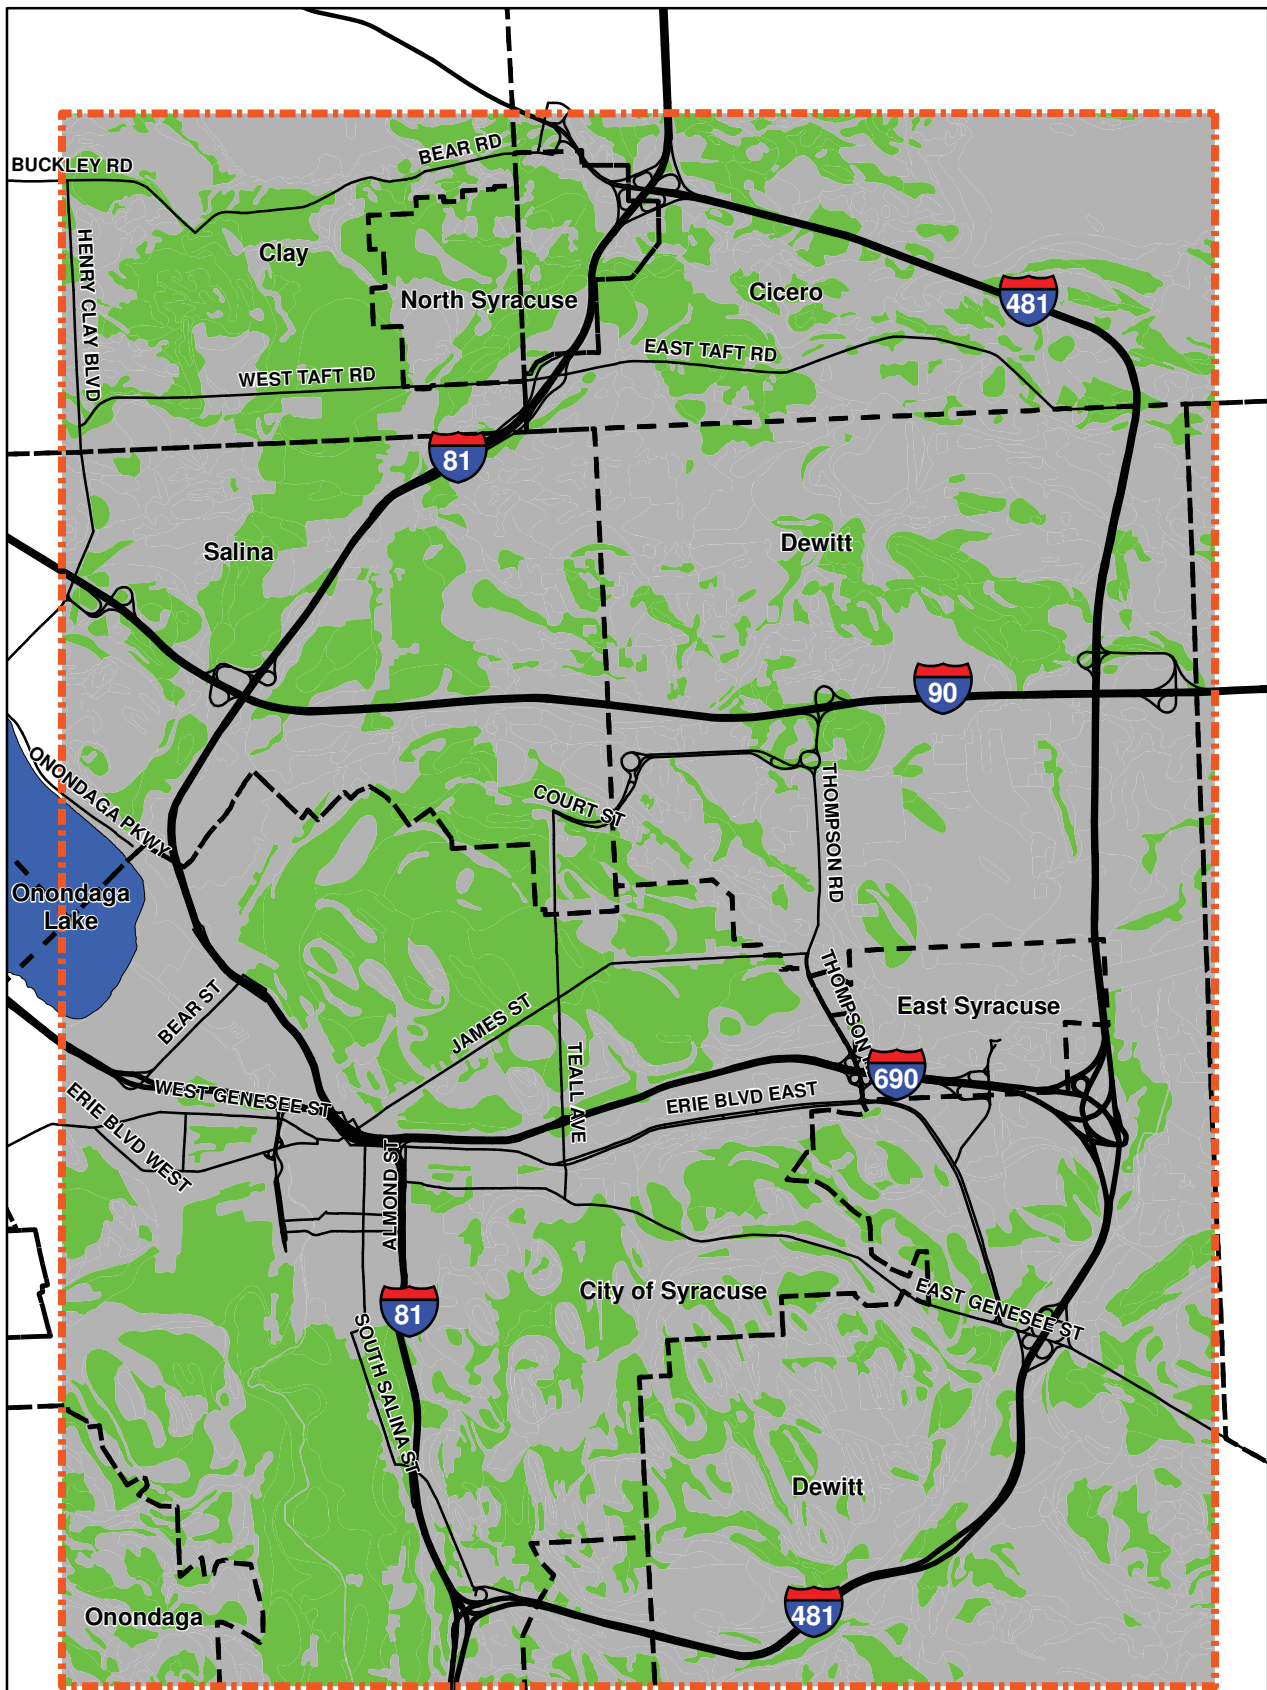 BUCKLEY RD
BEAR RD
HENRY CLAY BLVD
Clay
North Syracuse
Cicero
481
EAST TAFT RD
WEST TAFT RD
81
Salina
Dewitt
90
ONONDAGA PKWY
COURT ST
THOMPSON RD
Onondaga
Lake
THOMPSON
BEAR ST
JAMES ST
East Syracuse
TEALL AVE
690
WEST GENESEE ST
ERIE BLVD EAST
ERIE BLVD WEST
ALMOND ST
City of Syracuse
EAST GENESEE ST
81
SOUTH SALINA ST
Dewitt
481
Onondaga